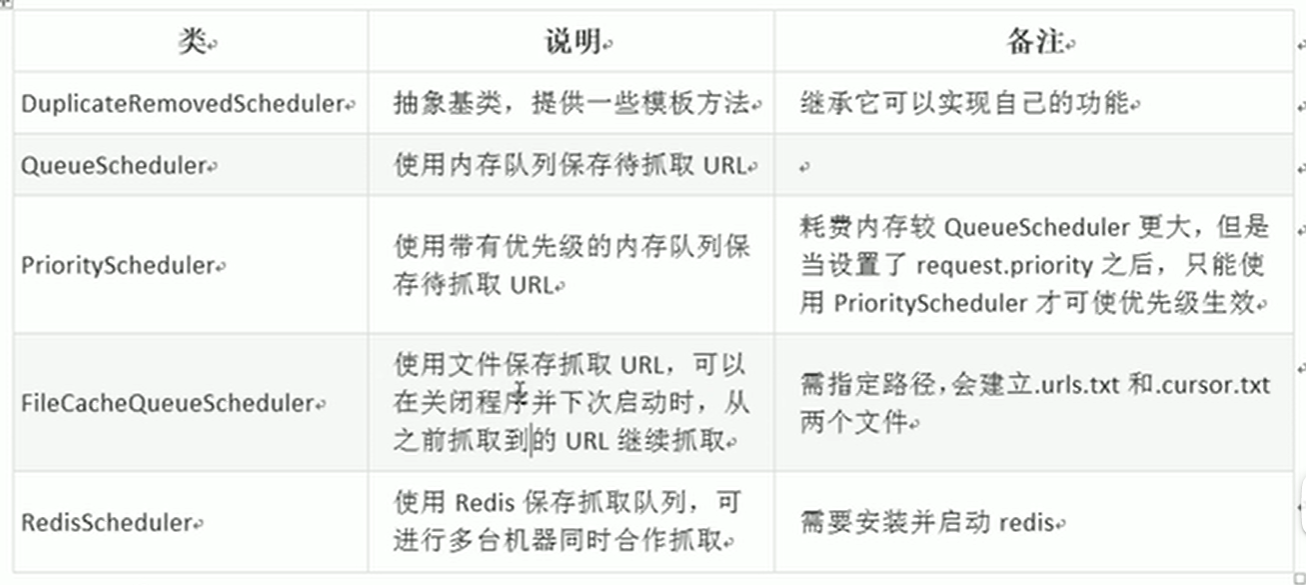 类 说明 备注
DuplicateRemovedScheduler 抽象基类，提供一些模板方法 继承它可以实现自己的功能
QueueScheduler 使用内存队列保存待抓取 URL
PriorityScheduler
使用带有优先级的内存队列保
存待抓取 URL
耗费内存较 QueueScheduler 更大，但是
当设置了 request.priority 之后，只能使
用 PriorityScheduler 才可使优先级生效
FileCacheQueueScheduler
使用文件保存抓取 URL，可以
在关闭程序并下次启动时，从
之前抓取到的 URL 继续抓取
需指定路径，会建立.urls.txt 和.cursor.txt
两个文件
RedisScheduler
使用 Redis 保存抓取队列，可
进行多台机器同时合作抓取
需要安装并启动 redis